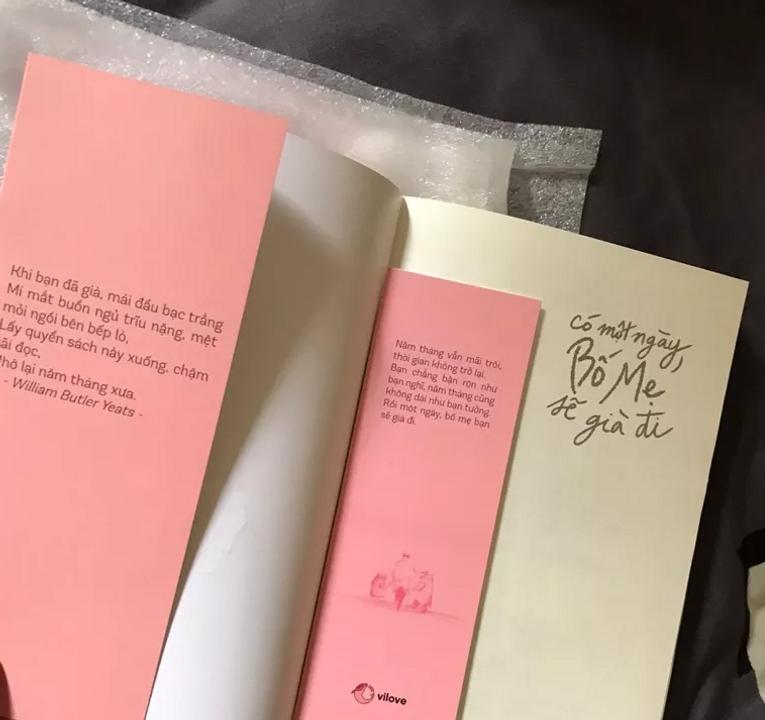 Khi bạn đã già, mái đầu bạc trắng
Mí mắt buồn ngủ trĩu nặng, mệt
mỏi ngồi bên bếp lò,
Lấy quyển sách này xuống, chậm
rãi đọc,
Nhớ lại năm tháng xưa.
- William Butler Yeats -
Năm tháng vẫn mãi trôi,
thời gian không trở lại.
Bạn chẳng bận rộn như
bạn nghĩ, năm tháng cũng
không dài như bạn tưởng.
Rồi một ngày, bố mẹ bạn
sẽ già đi.
vilove
có một ngày,
Bố Mẹ
sẽ già đi